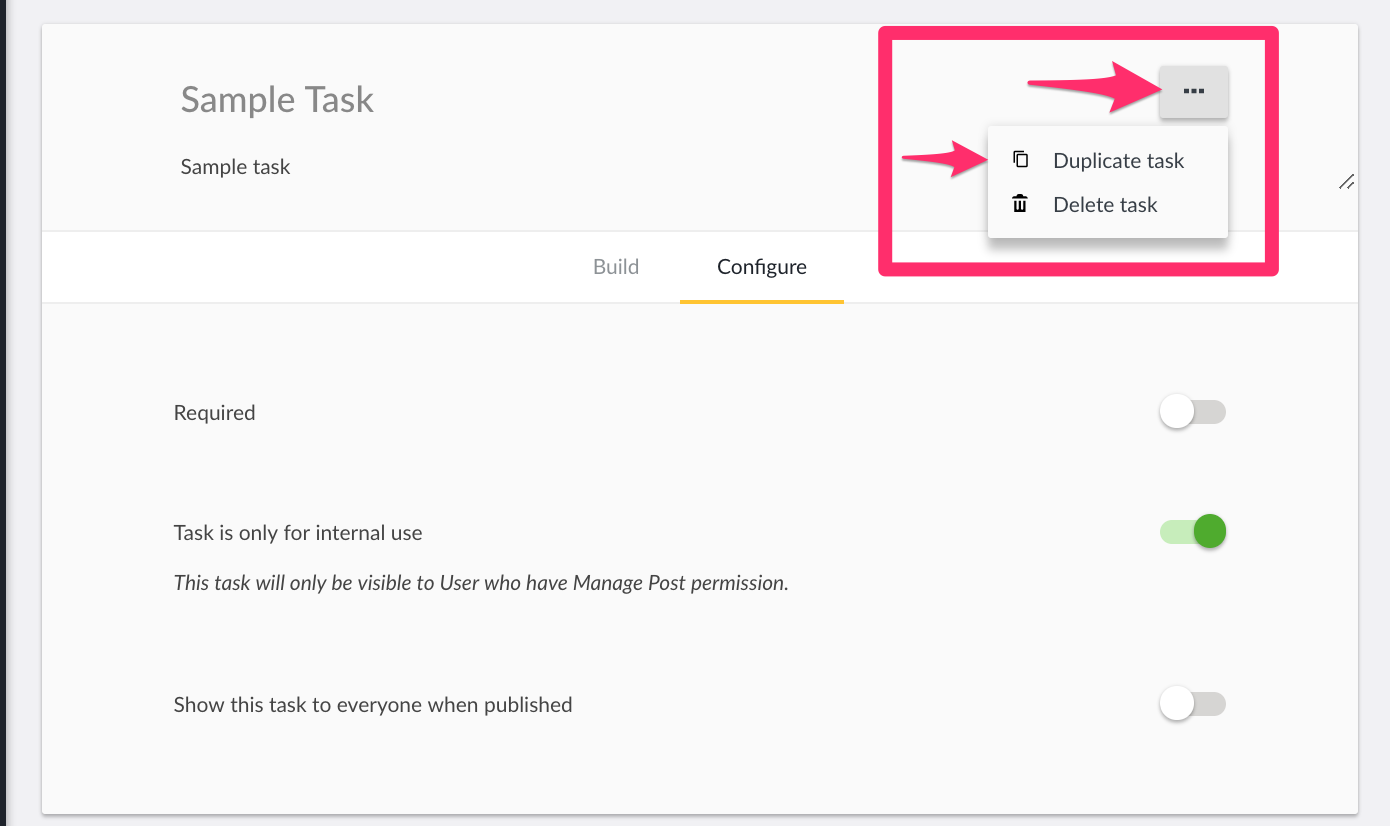 Sample Task
Sample task
Duplicate task
Delete task
Build
Configure
Required
Task is only for internal use
This task will only be visible to User who have Manage Post permission.
Show this task to everyone when published